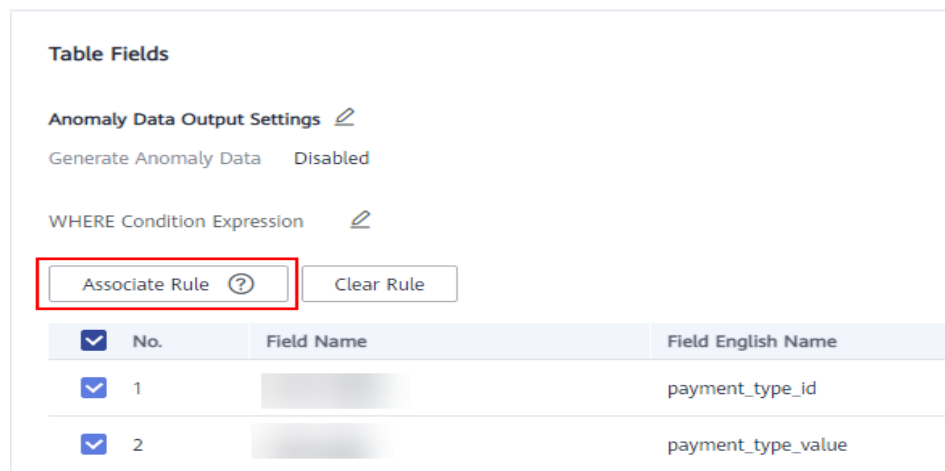 Table Fields
Anomaly Data Output Settings
Generate Anomaly Data Disabled
WHERE Condition Expression
Associate Rule ? Clear Rule
No. Field Name Field English Name
1 payment_type_id
2 payment_type_value